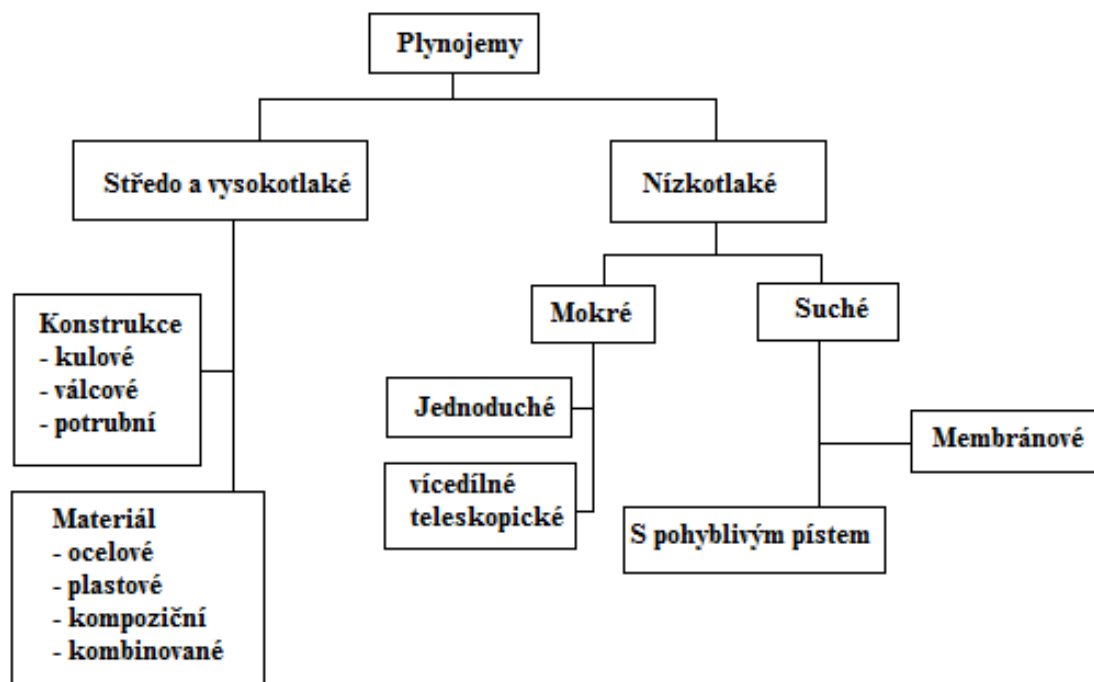 Plynojemy
Středo a vysokotlaké
Nízkotlaké
Mokré
Suché
Konstrukce
- kulové
- válcové
- potrubní
Jednoduché
Membránové
vícedílné
teleskopické
S pohyblivým pístem
Materiál
- ocelové
- plastové
- kompoziční
- kombinované